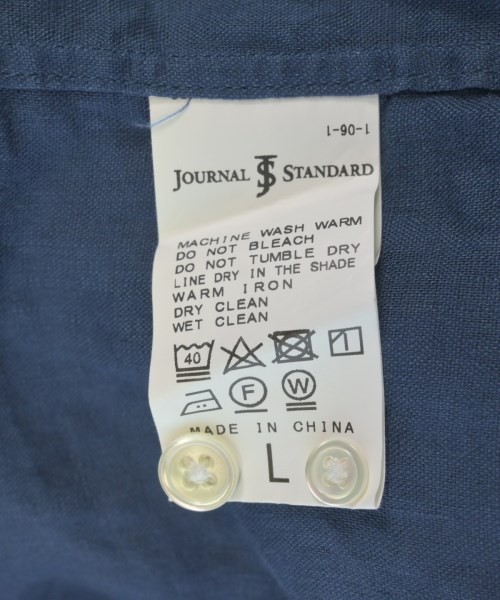 1-06-1
JOURNAL JS STANDARD
MACHINE WASH WARM
DO NOT BLEACH
DO NOT TUMBLE DRY
LINE DRY IN THE SHADE
WARM IRON
DRY CLEAN
WET CLEAN
40
F W
MADE IN CHINA
L